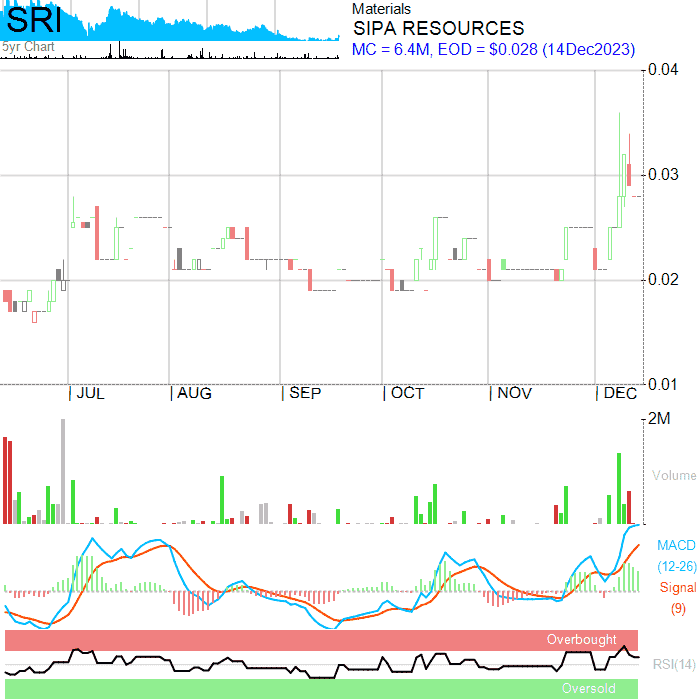 SRI
5yr Chart
Materials
SIPA RESOURCES
MC = 6.4M, EOD = $0.028 (14Dec2023)
0.04
0.03
0.02
0.01
JUL
AUG
SEP
OCT
NOV
DEC
2M
Volume
MACD
(12-26)
Signal
(9)
Overbought
RSI(14)
Oversold